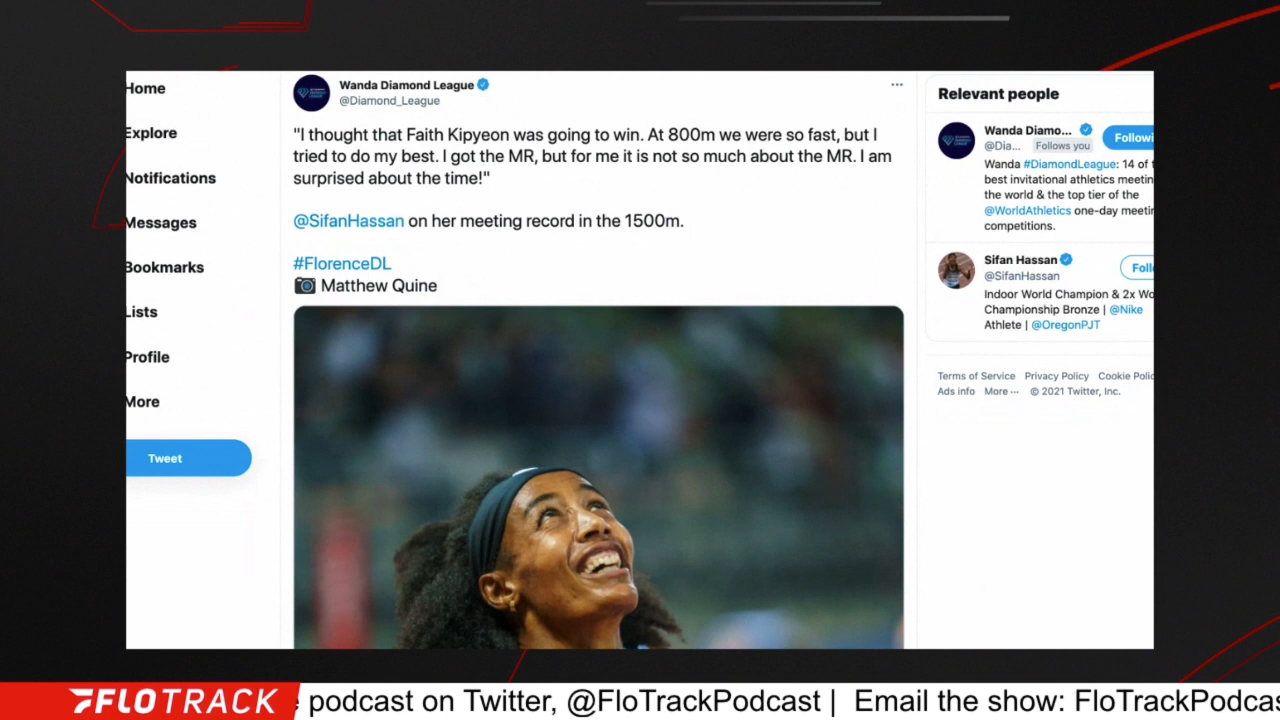 Home
Explore
Notifications
Messages
Bookmarks
Lists
Profile
More
Tweet
Wanda Diamond League
@Diamond_League
"I thought that Faith Kipyeon was going to win. At 800m we were so fast, but I
tried to do my best. I got the MR, but for me it is not so much about the MR. I am
surprised about the time!"
@SifanHassan on her meeting record in the 1500m.
#FlorenceDL
Matthew Quine
Relevant people
Wanda Diamo...
@Dia... Follows you
Followi
Wanda #DiamondLeague: 14 of
best invitational athletics meetin
the world & the top tier of the
@WorldAthletics one-day meetin
competitions.
Sifan Hassan
@SifanHassan
Foll
Indoor World Champion & 2x Wo
Championship Bronze | @Nike
Athlete | @OregonPJT
Terms of Service Privacy Policy Cookie Polic
Ads info More ... © 2021 Twitter, Inc.
FLOTRACK
podcast on Twitter, @FloTrackPodcast | Email the show: FloTrackPodcas